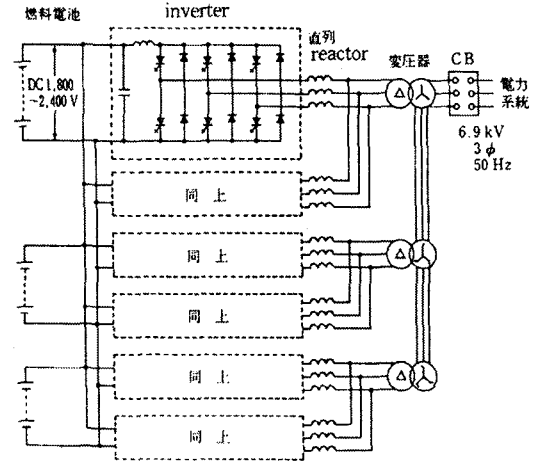 燃料電池
inverter
直列
reactor
変圧器
CB
DC 1,800
~2,400 V
電力
系統
6.9 kV
3 φ
50 Hz
Δ
同 上
同 上
Δ
同 上
同 上
Δ
同 上